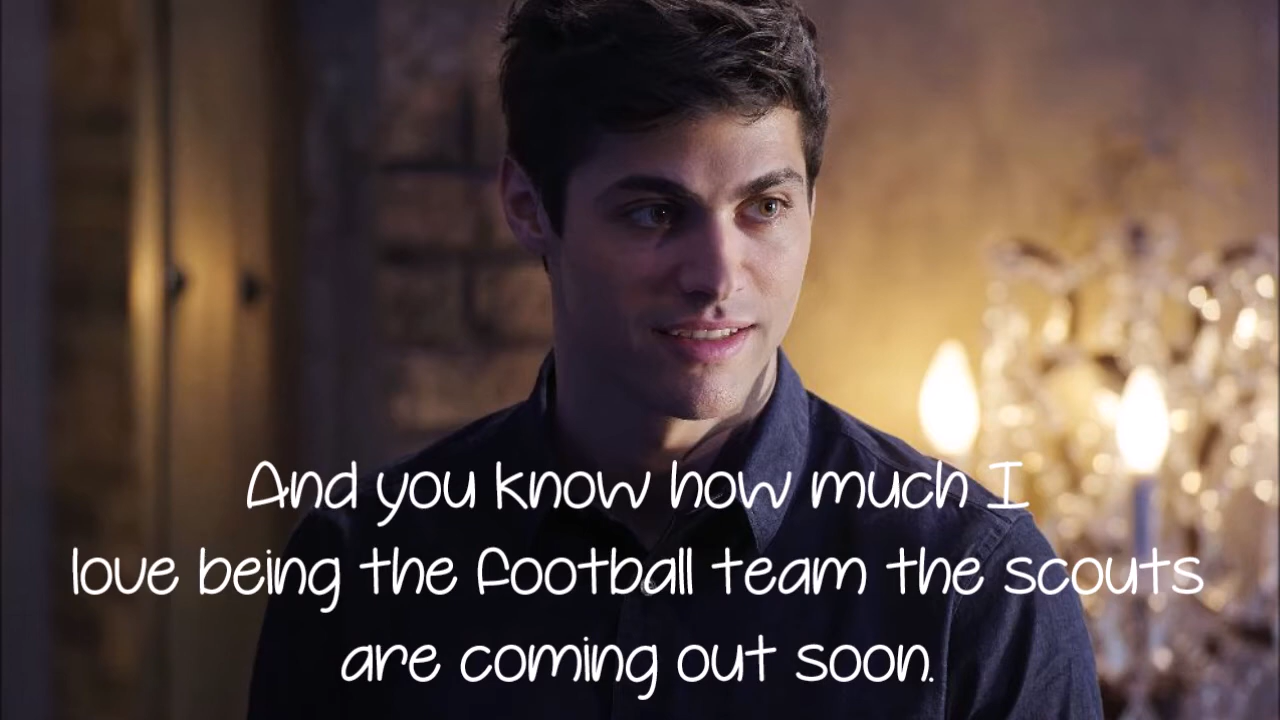 And you know how much I
love being the football team the scouts
are coming out soon.